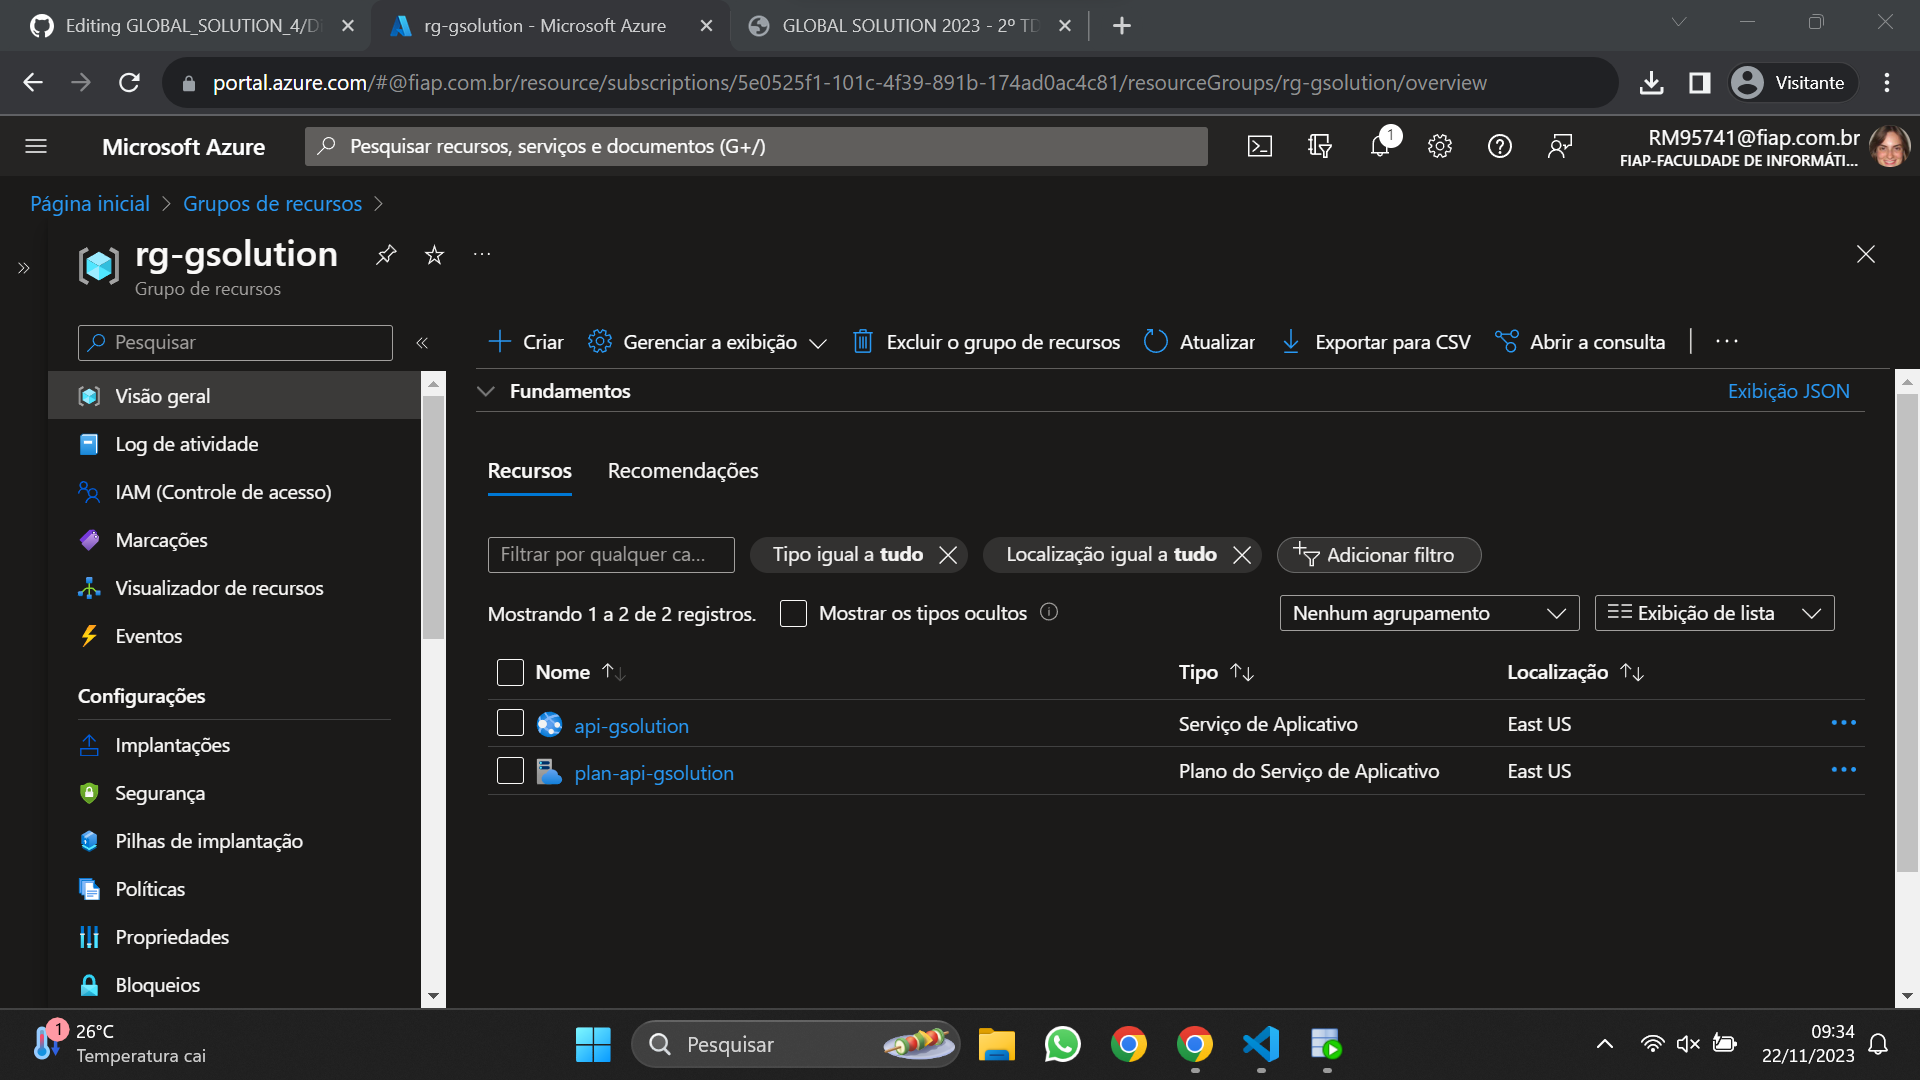 Editing GLOBAL_SOLUTION_4/Di
rg-gsolution - Microsoft Azure
GLOBAL SOLUTION 2023 - 2º TD
portal.azure.com/#@fiap.com.br/resource/subscriptions/5e0525f1-101c-4f39-891b-174ad0ac4c81/resourceGroups/rg-gsolution/overview
Visitante
Microsoft Azure
Pesquisar recursos, serviços e documentos (G+/)
1
RM95741@fiap.com.br
FIAP-FACULDADE DE INFORMÁTI...
Página inicial > Grupos de recursos >
rg-gsolution
Grupo de recursos
Pesquisar
Criar
Gerenciar a exibição
Excluir o grupo de recursos
Atualizar
Exportar para CSV
Abrir a consulta
Visão geral
Log de atividade
IAM (Controle de acesso)
Marcações
Visualizador de recursos
Eventos
Configurações
Implantações
Segurança
Pilhas de implantação
Políticas
Propriedades
Bloqueios
Fundamentos
Exibição JSON
Recursos
Recomendações
Filtrar por qualquer ca...
Tipo igual a tudo
Localização igual a tudo
Adicionar filtro
Mostrando 1 a 2 de 2 registros.
Mostrar os tipos ocultos
Nenhum agrupamento
Exibição de lista
Nome
Tipo
Localização
api-gsolution
Serviço de Aplicativo
East US
plan-api-gsolution
Plano do Serviço de Aplicativo
East US
1
26°C
Temperatura cai
Pesquisar
09:34
22/11/2023